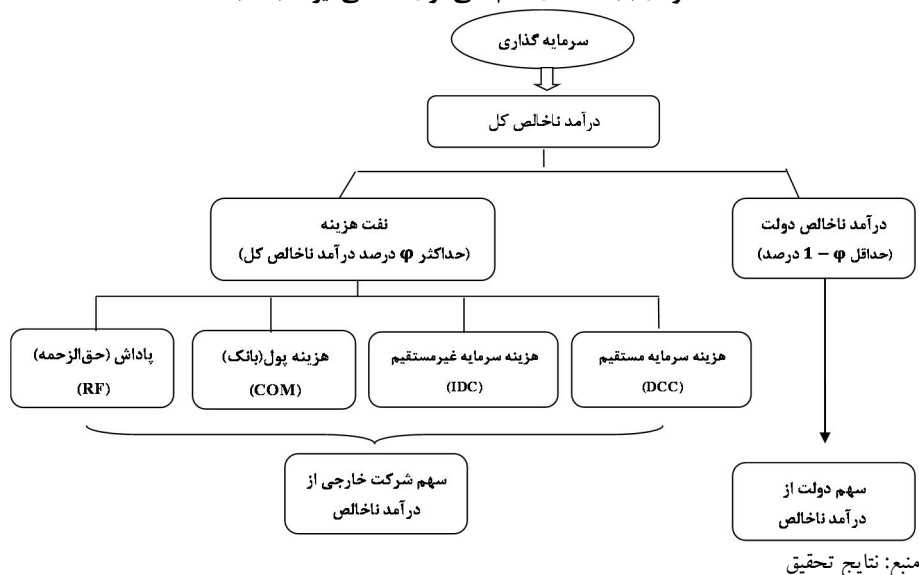 سرمایه گذاری
درآمد ناخالص کل
نفت هزینه
(حداکثر φ درصد درآمد ناخالص کل)
درآمد ناخالص دولت
(حداقل 1 − φ درصد)
پاداش (حق‌الزحمه)
(RF)
هزینه پول(بانک)
(COM)
هزینه سرمایه غیرمستقیم
(IDC)
هزینه سرمایه مستقیم
(DCC)
سهم شرکت خارجی از
درآمد ناخالص
سهم دولت از
درآمد ناخالص
منبع: نتایج تحقیق